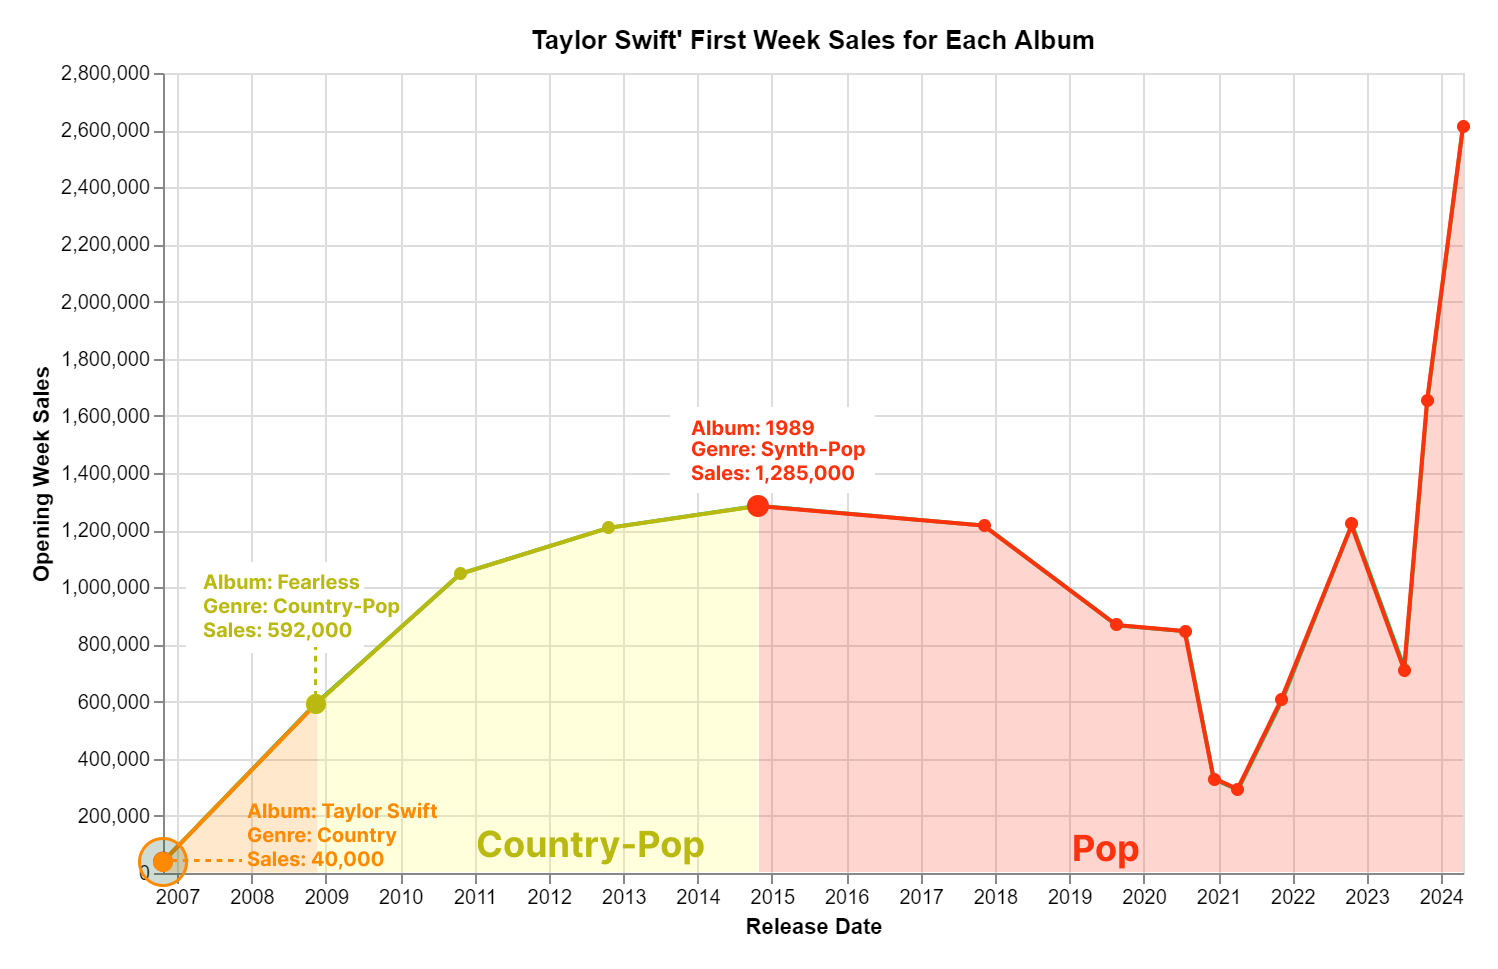 Taylor Swift' First Week Sales for Each Album
2,800,000
2,600,000
2,400,000
2,200,000
2,000,000
1,800,000
1,600,000
1,400,000
1,200,000
1,000,000
800,000
600,000
400,000
200,000
0
Opening Week Sales
Album: 1989
Genre: Synth-Pop
Sales: 1,285,000
Album: Fearless
Genre: Country-Pop
Sales: 592,000
Album: Taylor Swift
Genre: Country
Sales: 40,000
Country-Pop
Pop
2007 2008 2009 2010 2011 2012 2013 2014 2015 2016 2017 2018 2019 2020 2021 2022 2023 2024
Release Date